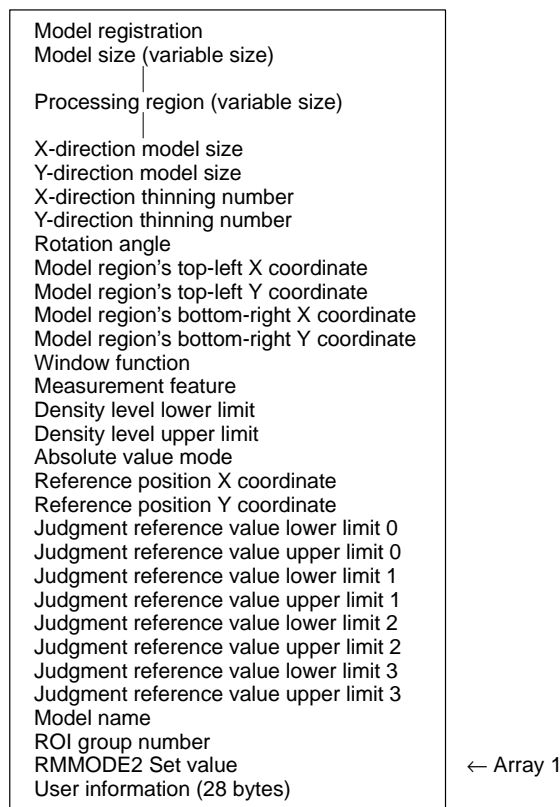 Model registration
Model size (variable size)
Processing region (variable size)
X-direction model size
Y-direction model size
X-direction thinning number
Y-direction thinning number
Rotation angle
Model region's top-left X coordinate
Model region's top-left Y coordinate
Model region's bottom-right X coordinate
Model region's bottom-right Y coordinate
Window function
Measurement feature
Density level lower limit
Density level upper limit
Absolute value mode
Reference position X coordinate
Reference position Y coordinate
Judgment reference value lower limit 0
Judgment reference value upper limit 0
Judgment reference value lower limit 1
Judgment reference value upper limit 1
Judgment reference value lower limit 2
Judgment reference value upper limit 2
Judgment reference value lower limit 3
Judgment reference value upper limit 3
Model name
ROI group number
RMMODE2 Set value ← Array 1
User information (28 bytes)